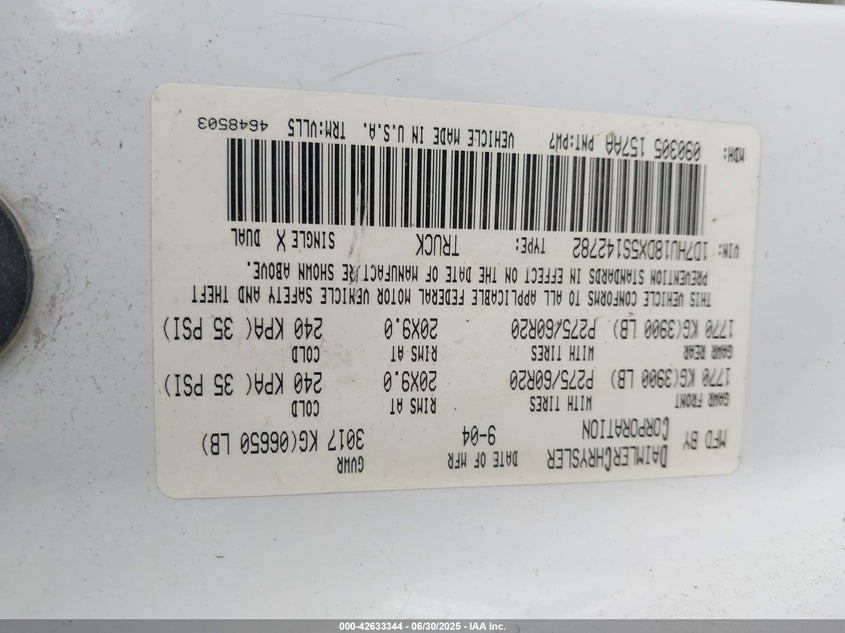 MFD BY DAIMLERCHRYSLER CORPORATION DATE OF MFR 9-04 GVWR 3017 KG(06650 LB)
GAWR FRONT WITH TIRES RIMS AT COLD
1770 KG(3900 LB) P275/60R20 20X9.0 240 KPA( 35 PSI)
GAWR REAR WITH TIRES RIMS AT COLD
1770 KG(3900 LB) P275/60R20 20X9.0 240 KPA( 35 PSI)
THIS VEHICLE CONFORMS TO ALL APPLICABLE FEDERAL MOTOR VEHICLE SAFETY AND THEFT
PREVENTION STANDARDS IN EFFECT ON THE DATE OF MANUFACTURE SHOWN ABOVE.
VIN: 1D7HU18DX5S142782 TYPE: TRUCK SINGLE X DUAL
MDH: 090305 157AA PNT:PW7 VEHICLE MADE IN U.S.A. TRM:VLL5 4648503
000-42633344 / 06/30/2025 - IAA Inc.